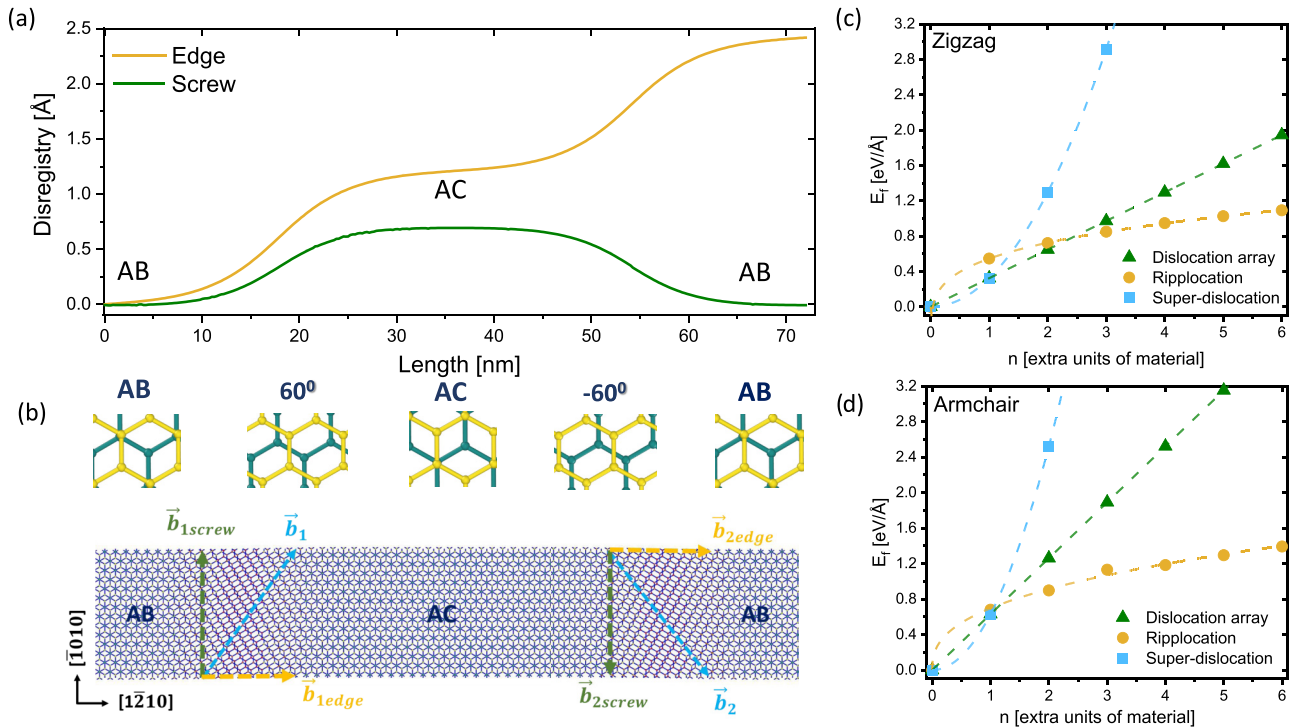 (a)
2.5
2.0
1.5
1.0
0.5
0.0
Disregistry [Å]
Edge
Screw
AB
AC
AB
0 10 20 30 40 50 60 70
Length [nm]
(b)
AB 60⁰ AC -60⁰ AB
b⃗1screw b⃗1 b⃗2edge
AB AC AB
b⃗1edge b⃗2screw b⃗2
[1̄010]
[12̄10]
(c)
Zigzag
3.2
2.8
2.4
2.0
1.6
1.2
0.8
0.4
0.0
E_f [eV/Å]
Dislocation array
Ripplocation
Super-dislocation
0 1 2 3 4 5 6
n [extra units of material]
(d)
Armchair
3.2
2.8
2.4
2.0
1.6
1.2
0.8
0.4
0.0
E_f [eV/Å]
Dislocation array
Ripplocation
Super-dislocation
0 1 2 3 4 5 6
n [extra units of material]